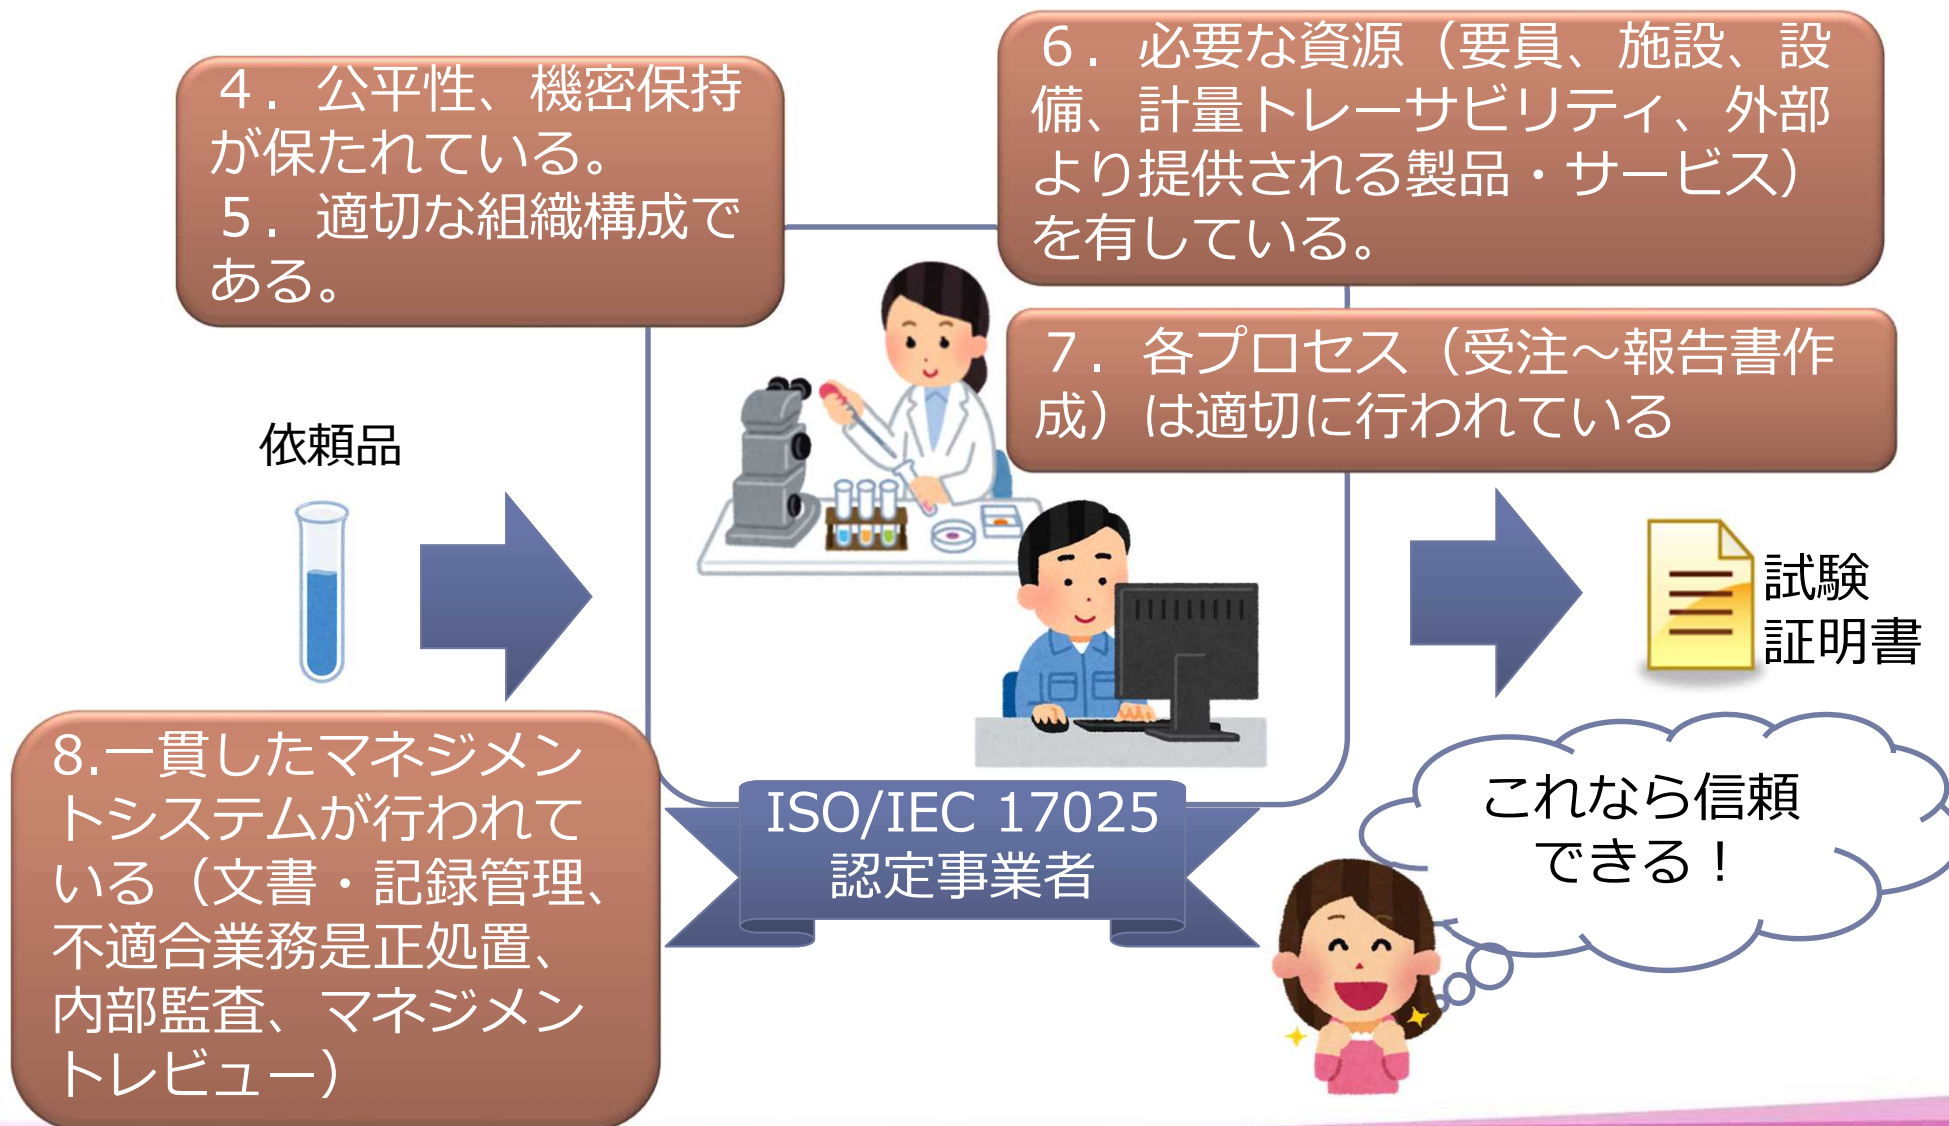 ４．公平性、機密保持
が保たれている。
５．適切な組織構成で
ある。
６．必要な資源（要員、施設、設
備、計量トレーサビリティ、外部
より提供される製品・サービス）
を有している。
７．各プロセス（受注～報告書作
成）は適切に行われている
依頼品
試験
証明書
8.一貫したマネジメン
トシステムが行われて
いる（文書・記録管理、
不適合業務是正処置、
内部監査、マネジメン
トレビュー）
ISO/IEC 17025
認定事業者
これなら信頼
できる！